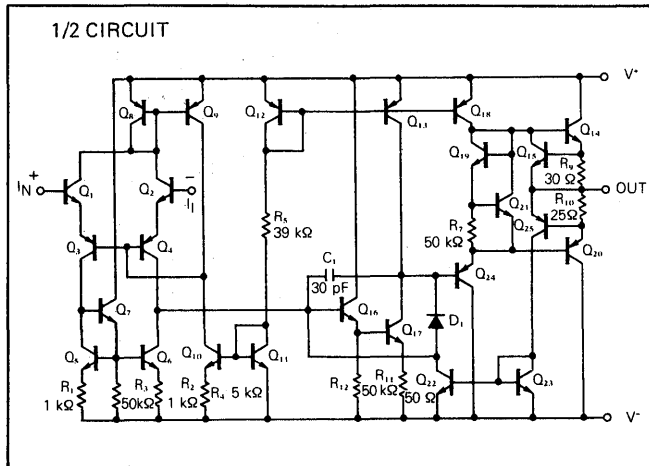 1/2 CIRCUIT
V+
Q8
Q9
Q12
Q13
Q18
Q14
Q19
Q15
R9
30 Ω
IN
+
Q1
Q2
−
II
OUT
Q21
R10
25Ω
Q25
R5
39 kΩ
R7
50 kΩ
Q3
Q4
Q20
C1
30 pF
Q24
Q7
Q16
Q17
D1
Q5
Q6
Q10
Q11
Q22
Q23
R1
1 kΩ
R3
50kΩ
R2
1 kΩ
R4
5 kΩ
R12
50 kΩ
R11
50 Ω
V−